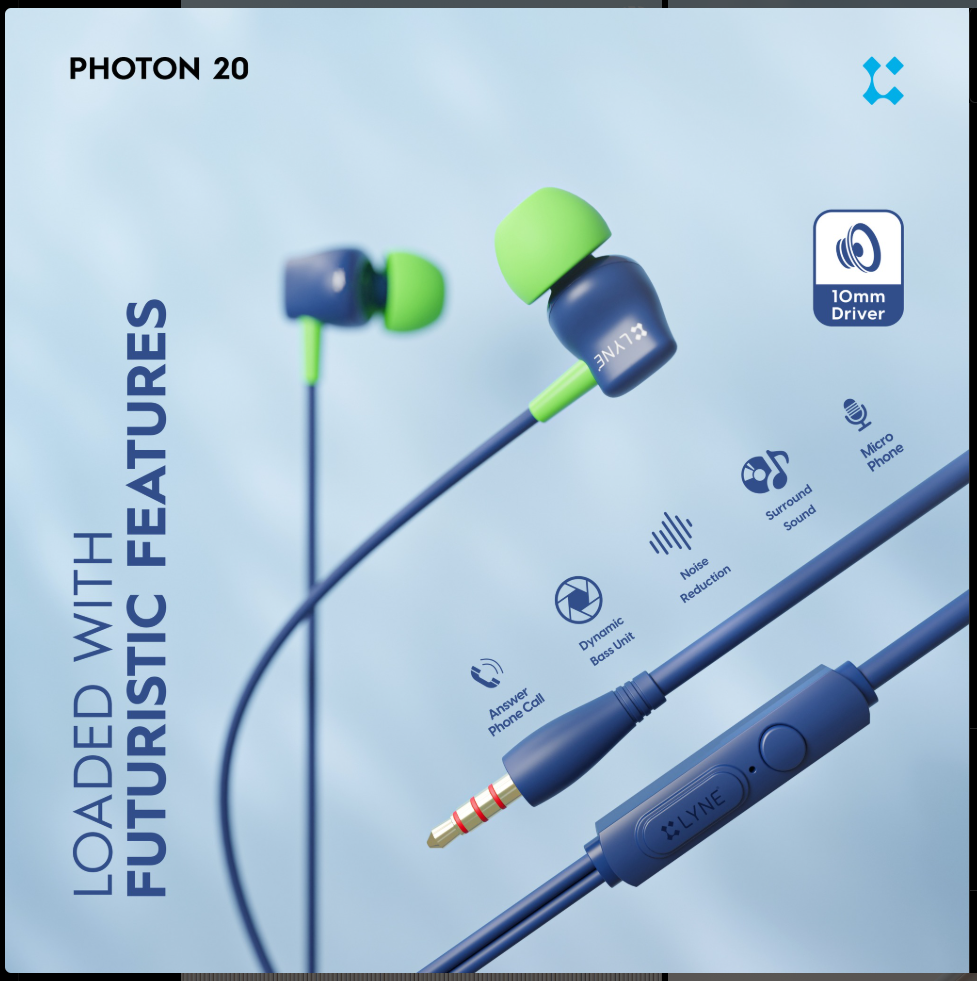 PHOTON 20
LOADED WITH
FUTURISTIC FEATURES
LYNE
10mm
Driver
Micro
Phone
Surround
Sound
Noise
Reduction
Dynamic
Bass Unit
Answer
Phone Call
LYNE